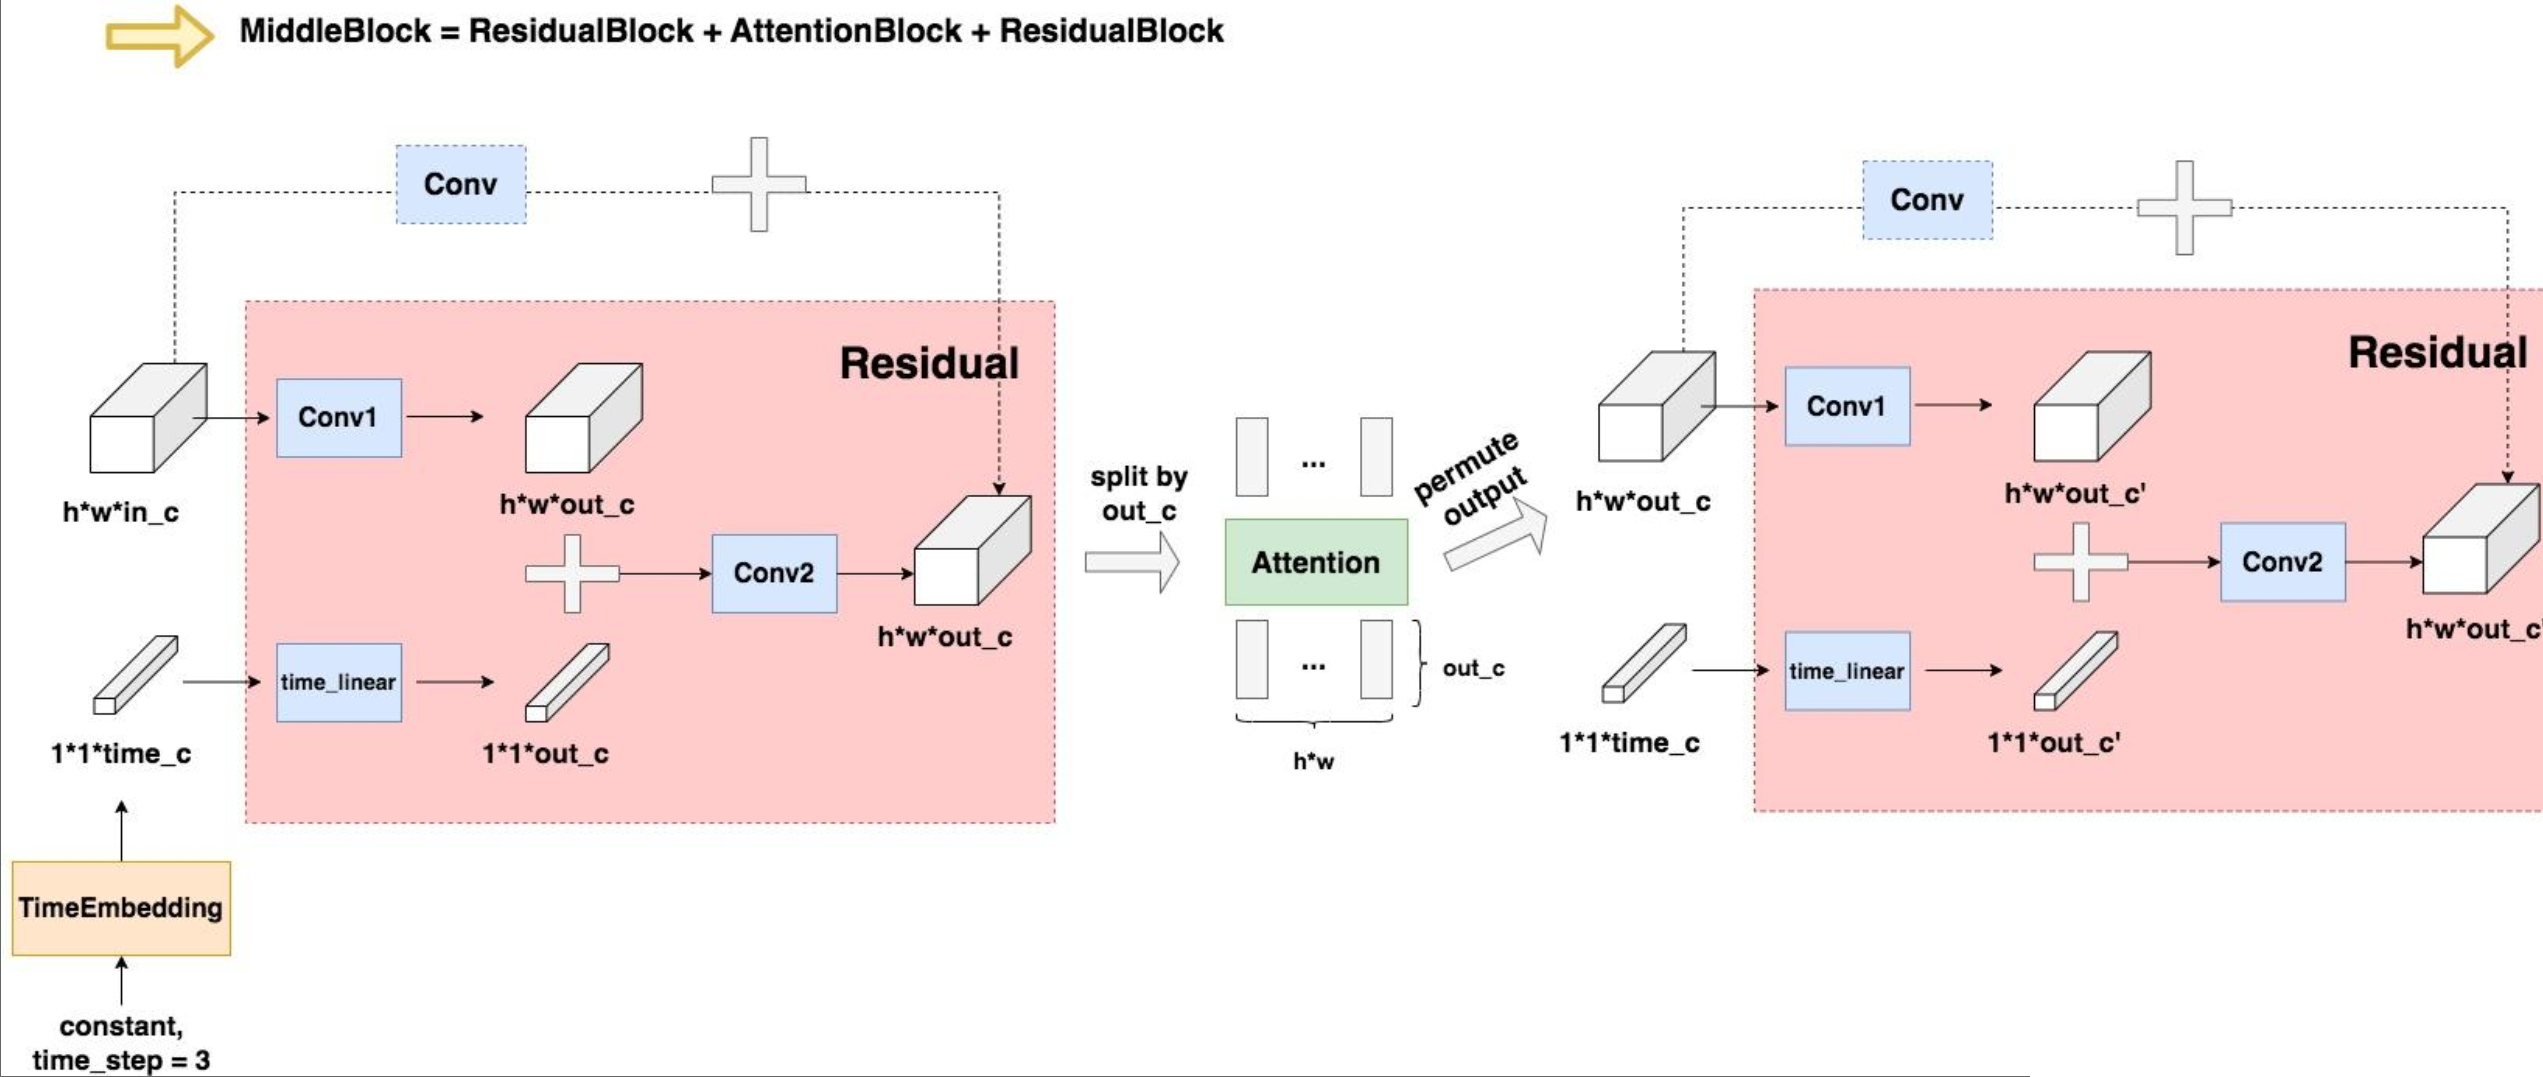 MiddleBlock = ResidualBlock + AttentionBlock + ResidualBlock
Conv
Residual
Conv1
h*w*in_c
h*w*out_c
Conv2
h*w*out_c
time_linear
1*1*time_c
1*1*out_c
TimeEmbedding
constant,
time_step = 3
split by
out_c
...
Attention
...
out_c
h*w
permute
output
Conv
Residual
Conv1
h*w*out_c
h*w*out_c'
Conv2
h*w*out_c'
time_linear
1*1*time_c
1*1*out_c'